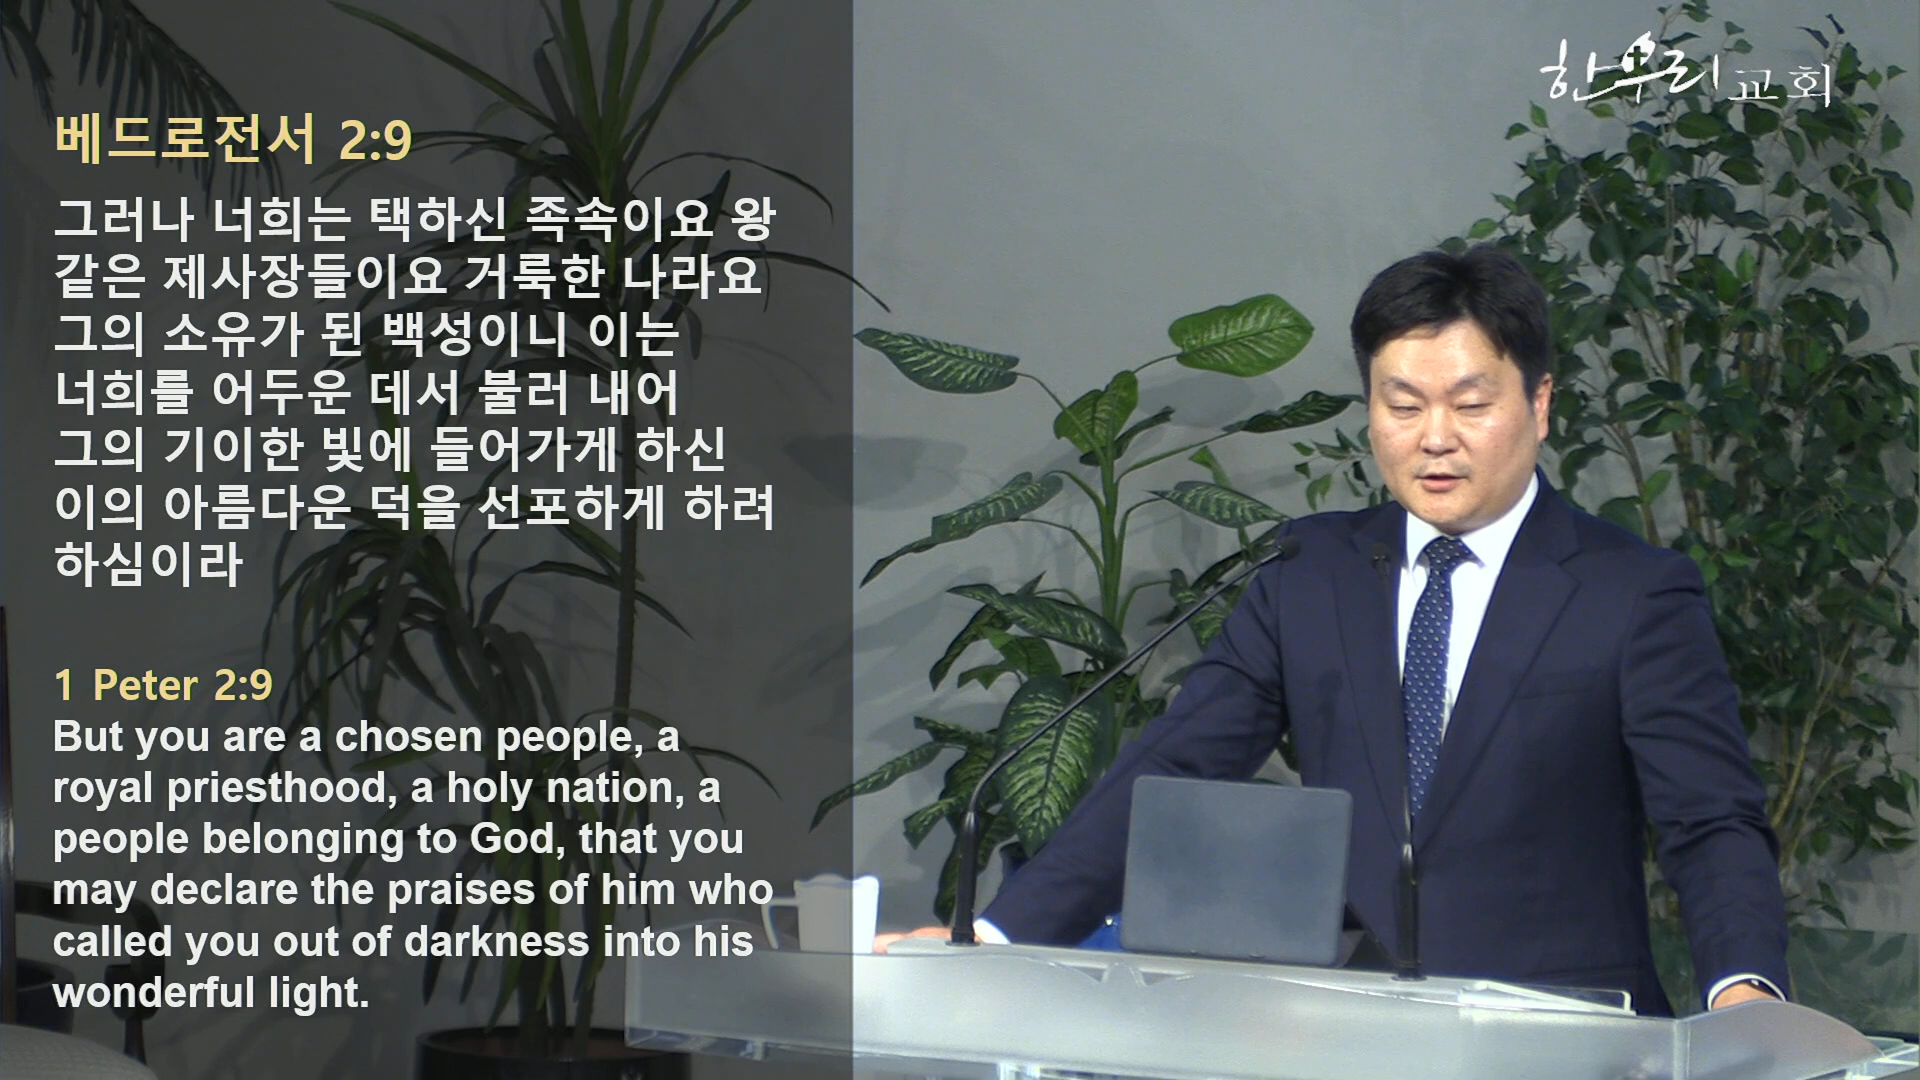 한우리교회
베드로전서 2:9
그러나 너희는 택하신 족속이요 왕
같은 제사장들이요 거룩한 나라요
그의 소유가 된 백성이니 이는
너희를 어두운 데서 불러 내어
그의 기이한 빛에 들어가게 하신
이의 아름다운 덕을 선포하게 하려
하심이라
1 Peter 2:9
But you are a chosen people, a
royal priesthood, a holy nation, a
people belonging to God, that you
may declare the praises of him who
called you out of darkness into his
wonderful light.